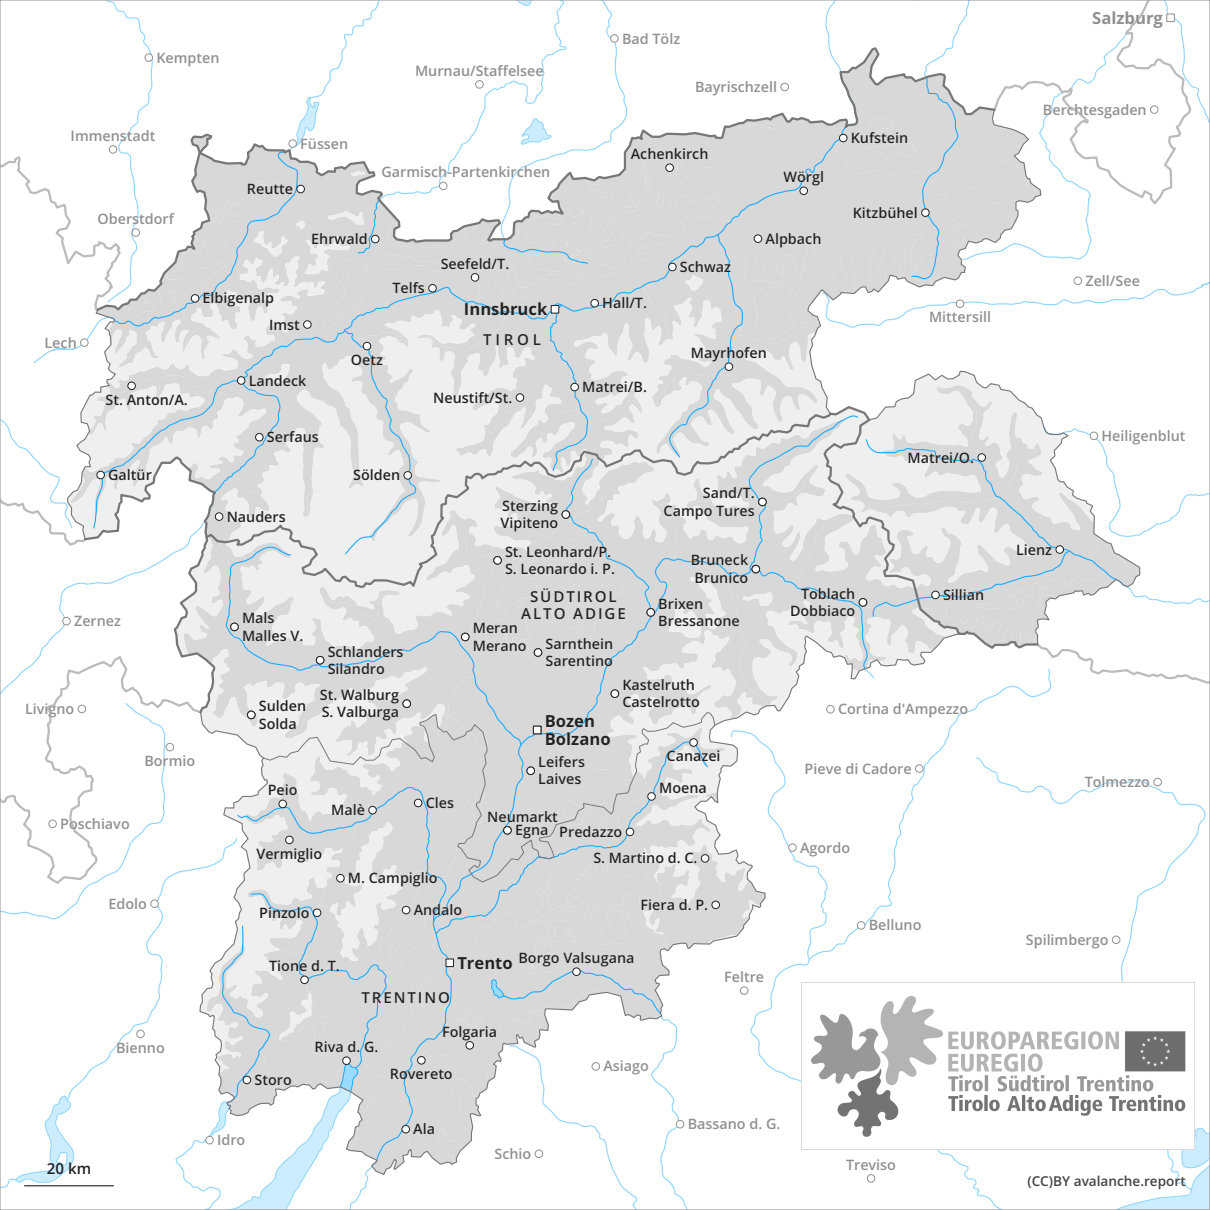 Salzburg
Kempten
Bad Tölz
Murnau/Staffelsee
Bayrischzell
Berchtesgaden
Immenstadt
Füssen
Kufstein
Achenkirch
Garmisch-Partenkirchen
Wörgl
Reutte
Oberstdorf
Kitzbühel
Ehrwald
Alpbach
Seefeld/T.
Schwaz
Zell/See
Telfs
Elbigenalp
Hall/T.
Innsbruck
Mittersill
Imst
TIROL
Lech
Oetz
Mayrhofen
Landeck
Matrei/B.
St. Anton/A.
Neustift/St.
Serfaus
Heiligenblut
Matrei/O.
Galtür
Sölden
Sand/T.
Campo Tures
Sterzing
Vipiteno
Nauders
Lienz
St. Leonhard/P.
S. Leonardo i. P.
Bruneck
Brunico
SÜDTIROL
ALTO ADIGE
Toblach
Dobbiaco
Sillian
Brixen
Bressanone
Zernez
Mals
Malles V.
Meran
Merano
Sarnthein
Sarentino
Schlanders
Silandro
Kastelruth
Castelrotto
St. Walburg
S. Valburga
Sulden
Solda
Livigno
Cortina d'Ampezzo
Bozen
Bolzano
Bormio
Canazei
Leifers
Laives
Pieve di Cadore
Tolmezzo
Peio
Moena
Malè
Cles
Neumarkt
Egna
Predazzo
Poschiavo
Vermiglio
Agordo
S. Martino d. C.
M. Campiglio
Edolo
Pinzolo
Andalo
Fiera d. P.
Belluno
Spilimbergo
Trento
Borgo Valsugana
Tione d. T.
Feltre
TRENTINO
Folgaria
Bienno
Riva d. G.
Rovereto
Asiago
Storo
EUROPAREGION
EUREGIO
Tirol Südtirol Trentino
Tirolo Alto Adige Trentino
Ala
Bassano d. G.
Idro
Schio
Treviso
20 km
(CC)BY avalanche.report